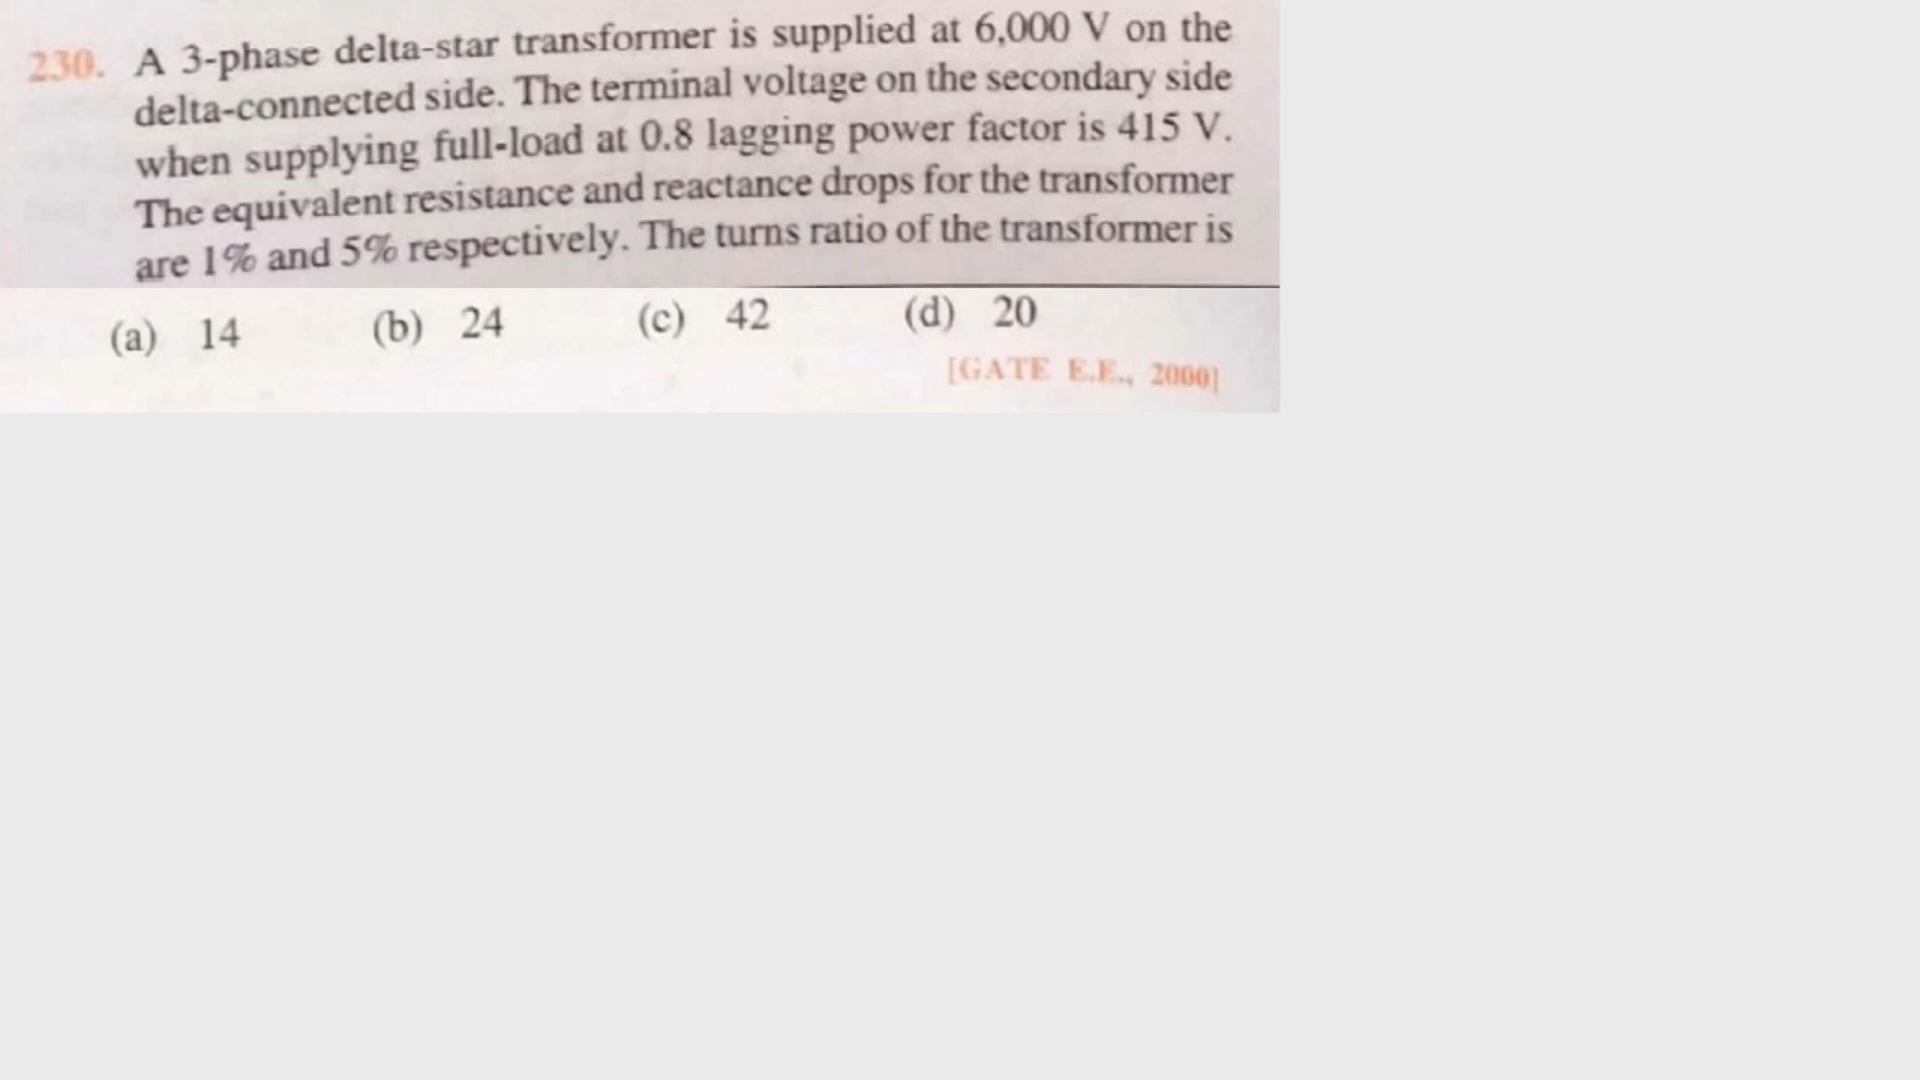 230. A 3-phase delta-star transformer is supplied at 6,000 V on the
delta-connected side. The terminal voltage on the secondary side
when supplying full-load at 0.8 lagging power factor is 415 V.
The equivalent resistance and reactance drops for the transformer
are 1% and 5% respectively. The turns ratio of the transformer is
(a) 14 (b) 24 (c) 42 (d) 20
[GATE E.E., 2000]